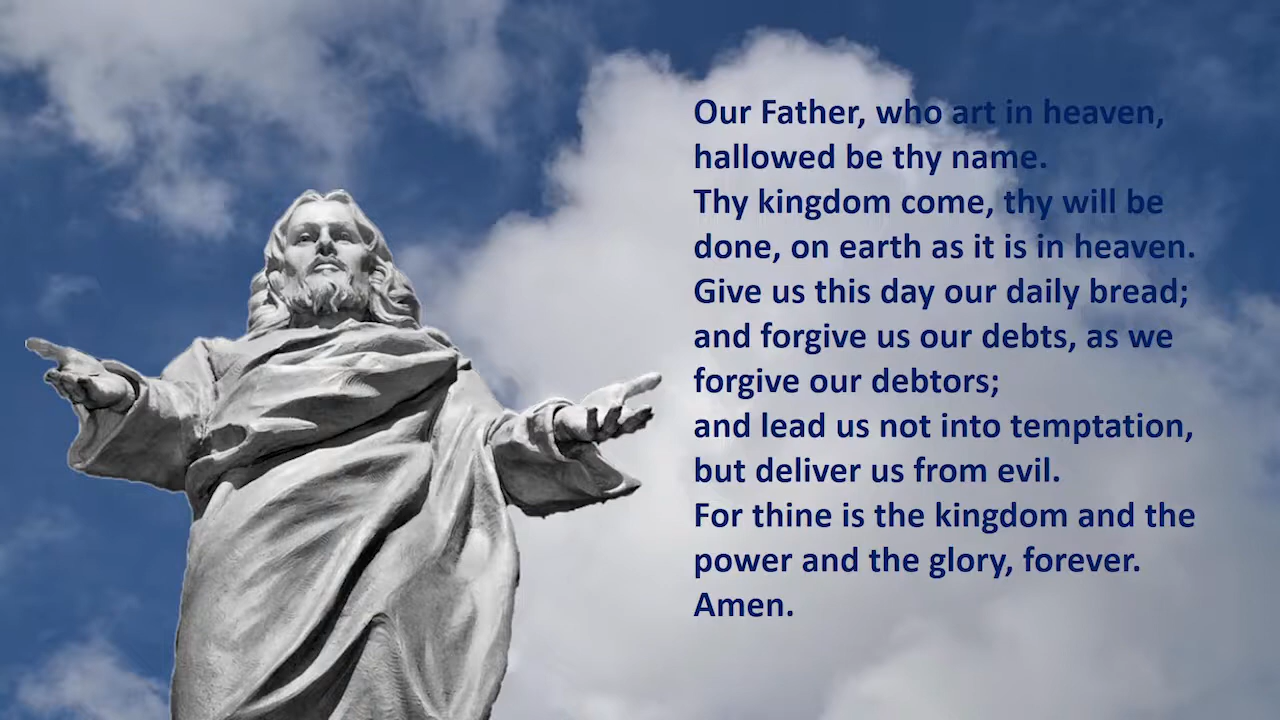 Our Father, who art in heaven,
hallowed be thy name.
Thy kingdom come, thy will be
done, on earth as it is in heaven.
Give us this day our daily bread;
and forgive us our debts, as we
forgive our debtors;
and lead us not into temptation,
but deliver us from evil.
For thine is the kingdom and the
power and the glory, forever.
Amen.